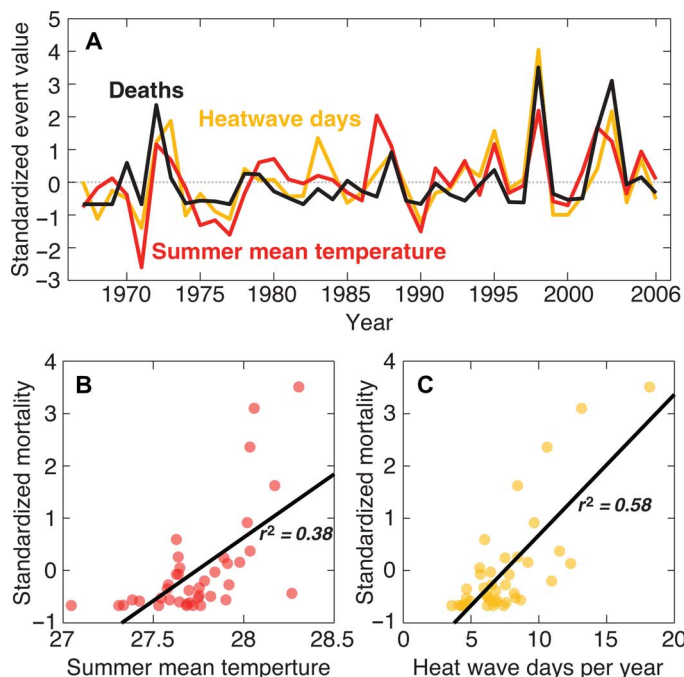 A
Standardized event value
5
4
3
2
1
0
−1
−2
−3
Deaths
Heatwave days
Summer mean temperature
1970 1975 1980 1985 1990 1995 2000 2006
Year
B
Standardized mortality
4
3
2
1
0
−1
r² = 0.38
27 27.5 28 28.5
Summer mean temperture
C
Standardized mortality
4
3
2
1
0
−1
r² = 0.58
0 5 10 15 20
Heat wave days per year